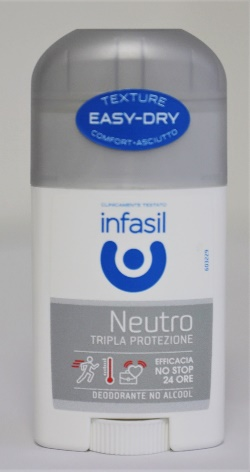 TEXTURE
EASY-DRY
COMFORT-ASCIUTTO
CLINICAMENTE TESTATO
infasil
Neutro
TRIPLA PROTEZIONE
EFFICACIA
NO STOP
24 ORE
DEODORANTE NO ALCOOL